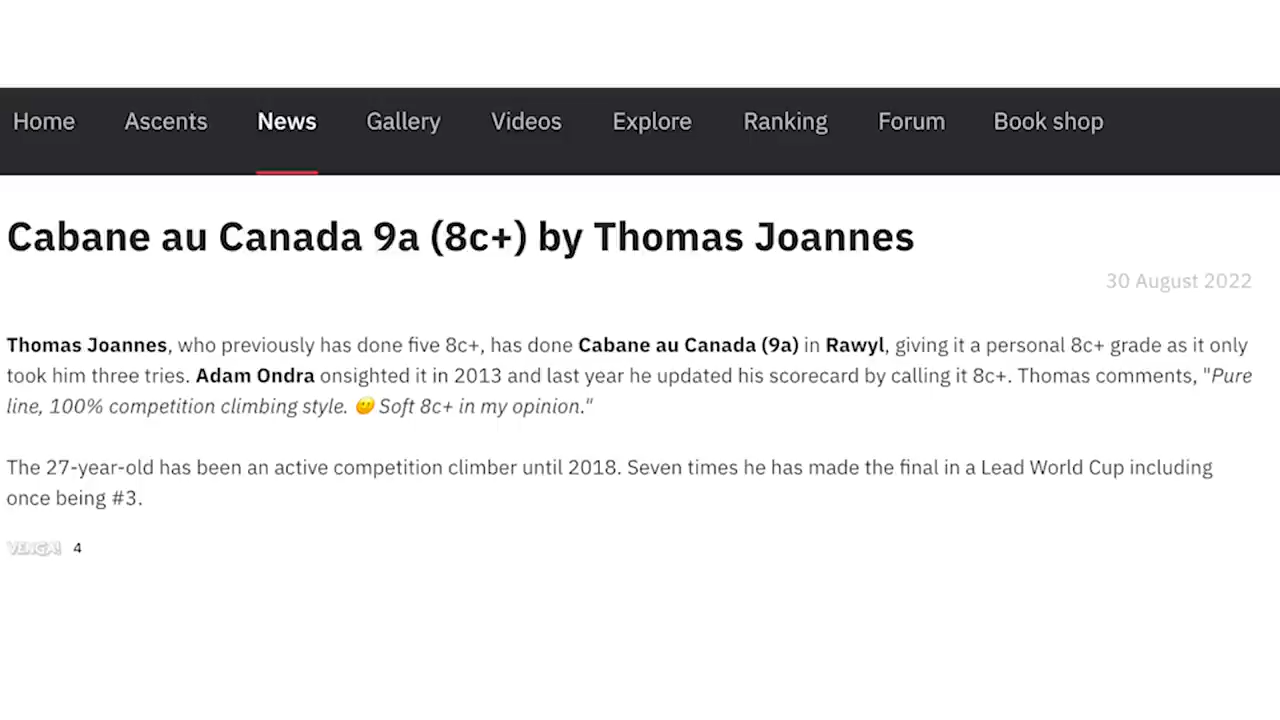 Home Ascents News Gallery Videos Explore Ranking Forum Book shop
Cabane au Canada 9a (8c+) by Thomas Joannes
30 August 2022
Thomas Joannes, who previously has done five 8c+, has done Cabane au Canada (9a) in Rawyl, giving it a personal 8c+ grade as it only
took him three tries. Adam Ondra onsighted it in 2013 and last year he updated his scorecard by calling it 8c+. Thomas comments, "Pure
line, 100% competition climbing style. 🙂 Soft 8c+ in my opinion."
The 27-year-old has been an active competition climber until 2018. Seven times he has made the final in a Lead World Cup including
once being #3.
VENGA! 4